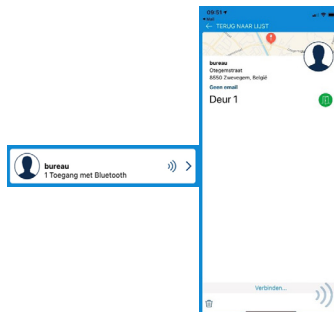 bureau
1 Toegang met Bluetooth
09:51
← TERUG NAAR LIJST
bureau
Otegemstraat
8550 Zwevegem, België
Geen email
Deur 1
Verbinden...